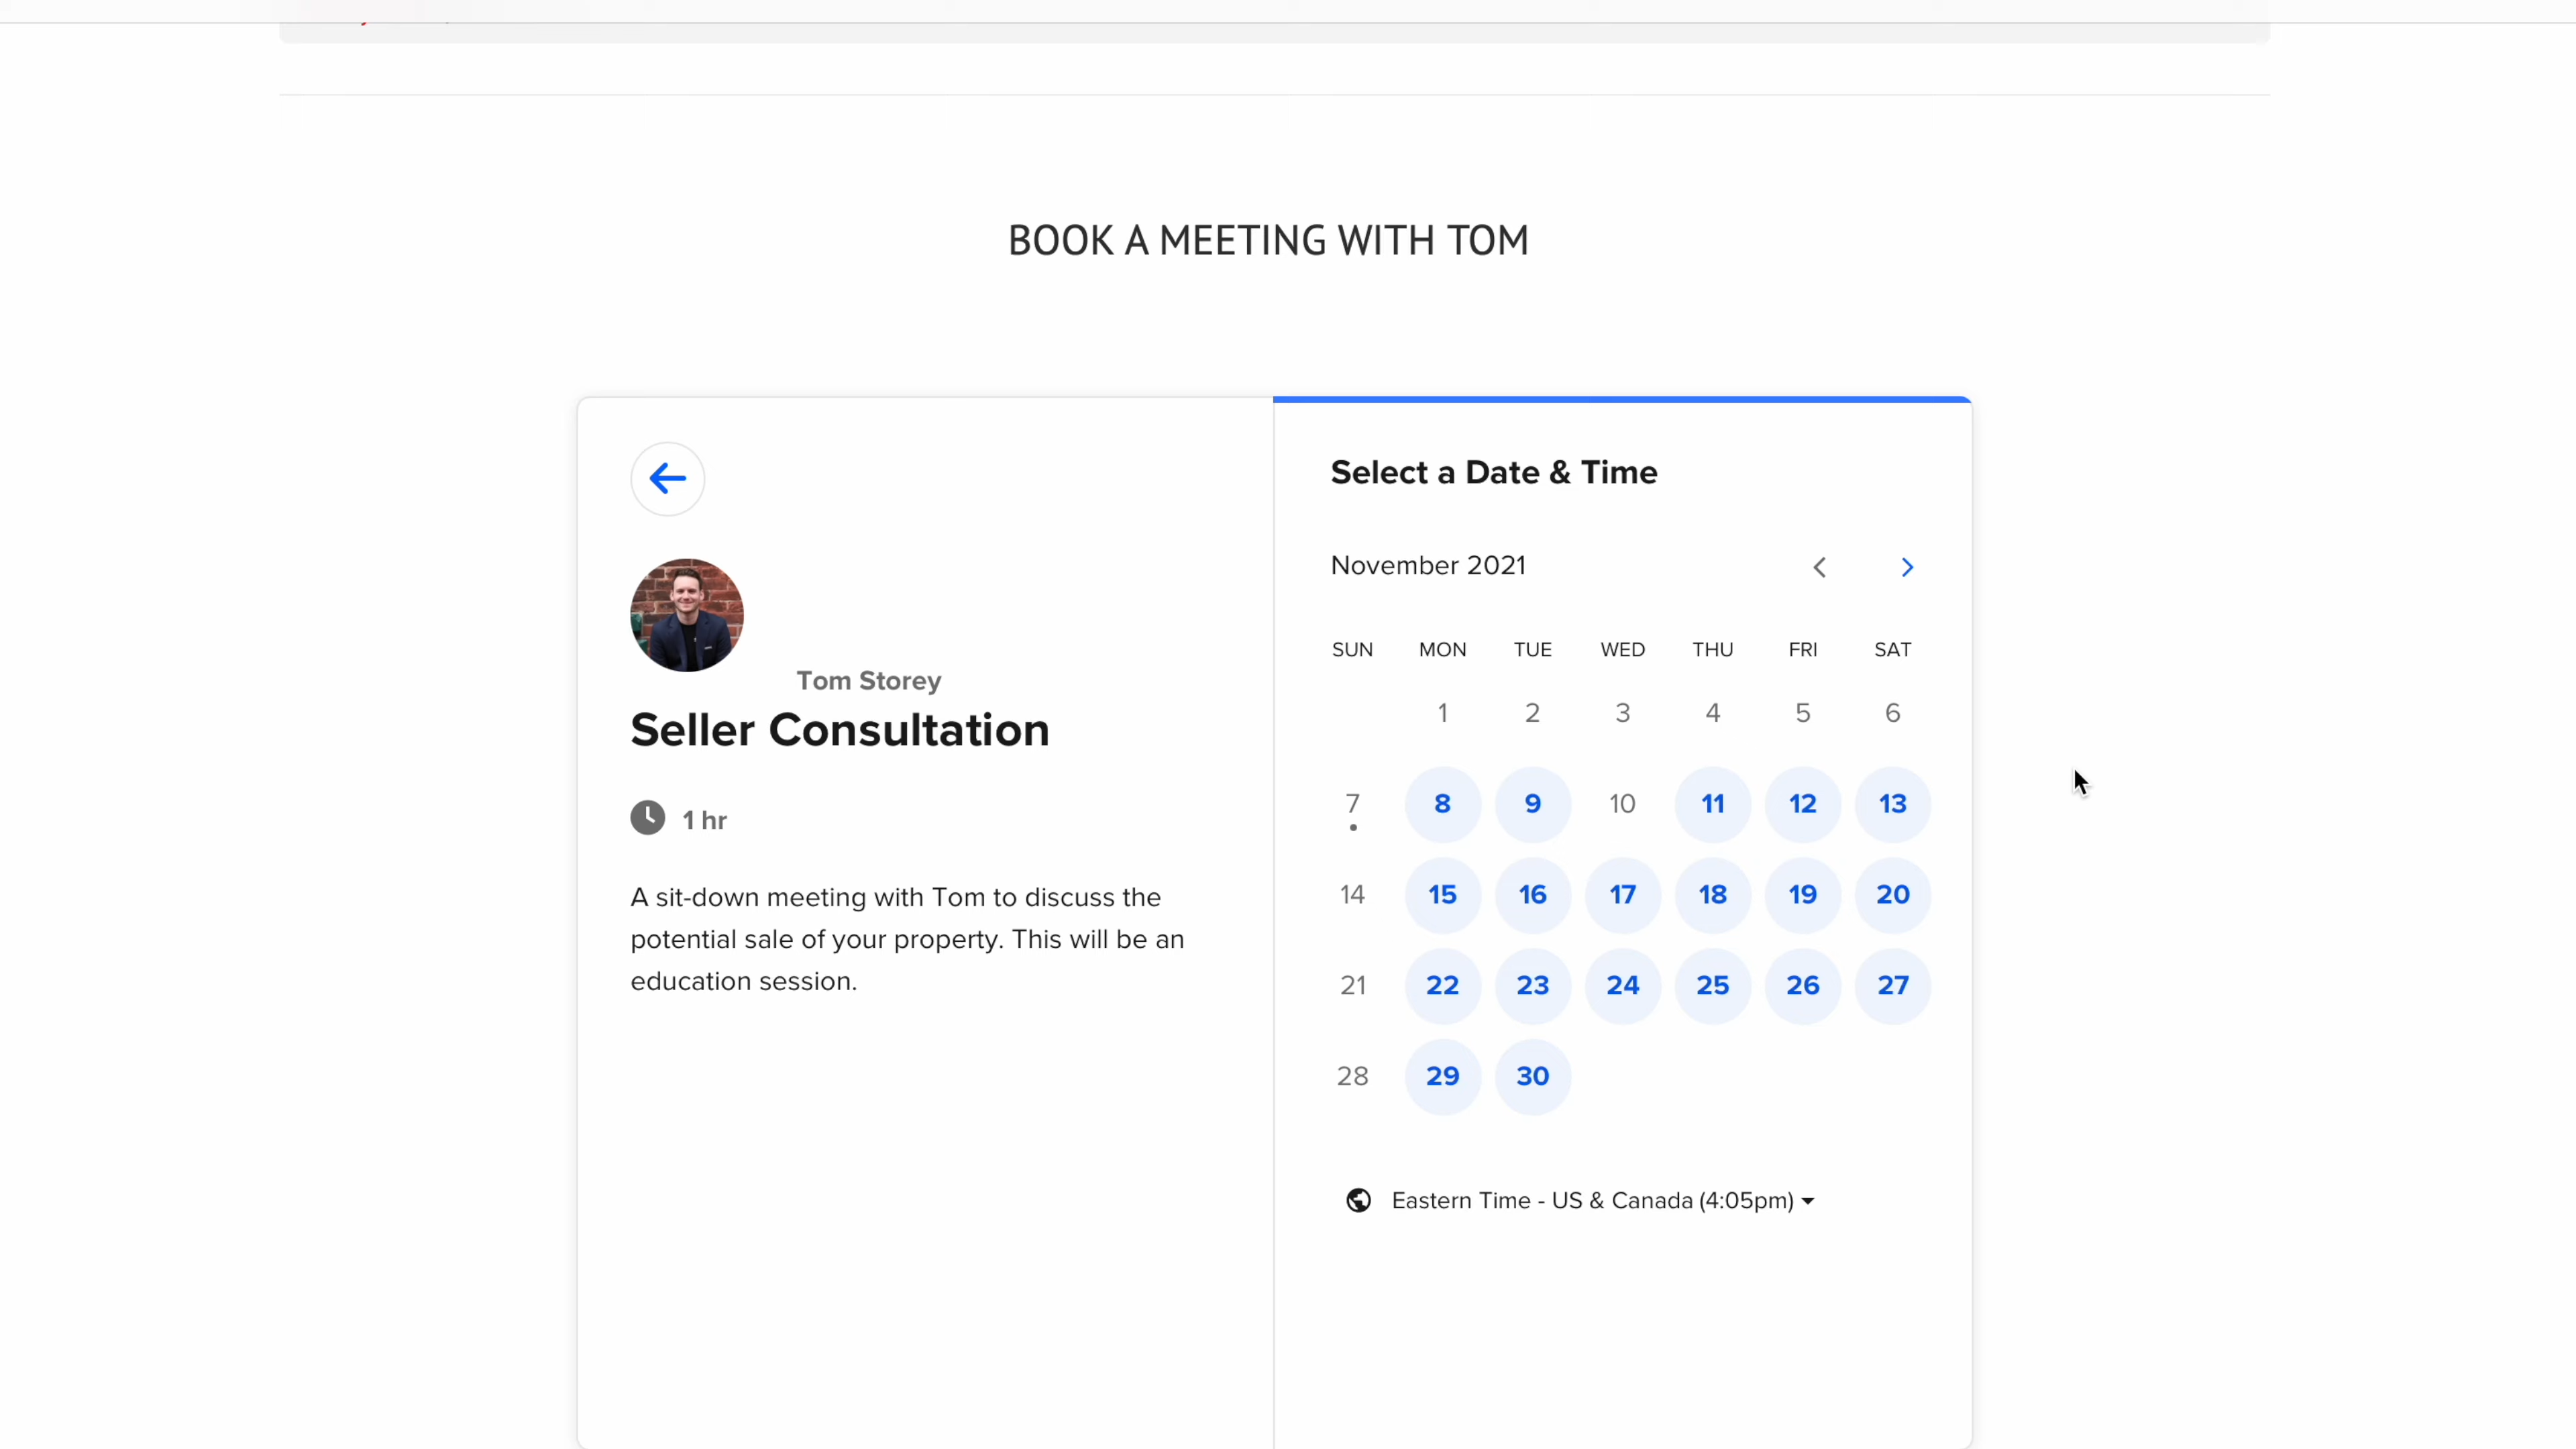 BOOK A MEETING WITH TOM
Tom Storey
Seller Consultation
1 hr
A sit-down meeting with Tom to discuss the
potential sale of your property. This will be an
education session.
Select a Date & Time
November 2021
SUN MON TUE WED THU FRI SAT
1 2 3 4 5 6
7 8 9 10 11 12 13
14 15 16 17 18 19 20
21 22 23 24 25 26 27
28 29 30
Eastern Time - US & Canada (4:05pm)